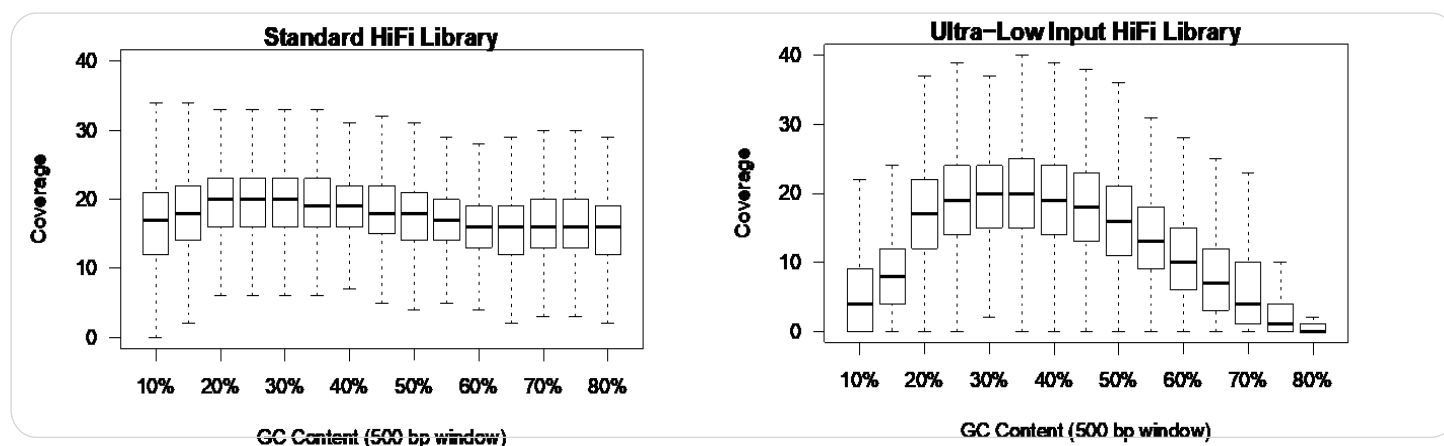 Standard HiFi Library
40
30
20
10
0
Coverage
10% 20% 30% 40% 50% 60% 70% 80%
GC Content (500 bp window)
Ultra-Low Input HiFi Library
40
30
20
10
0
Coverage
10% 20% 30% 40% 50% 60% 70% 80%
GC Content (500 bp window)